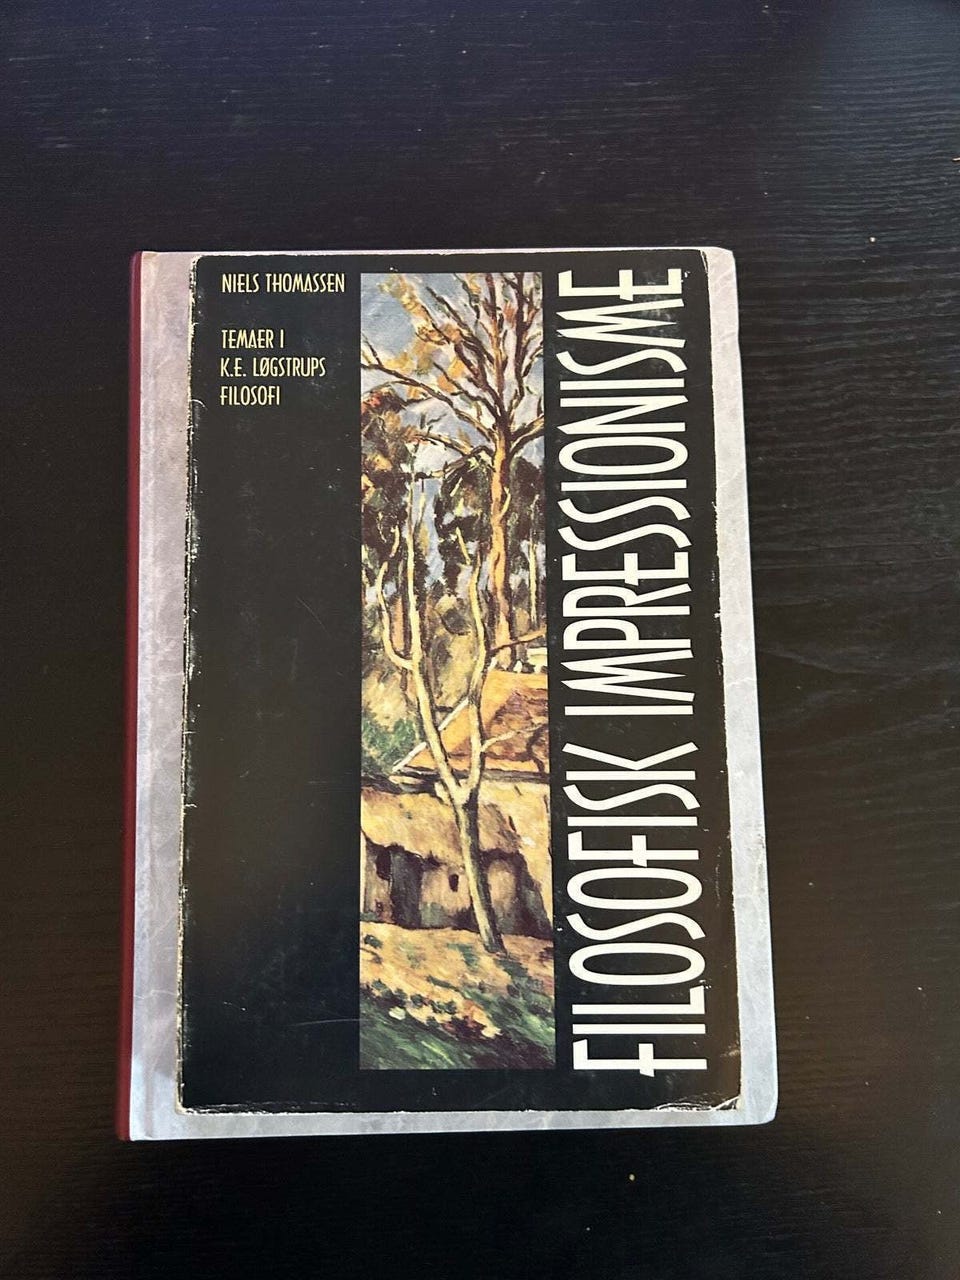 NIELS THOMASSEN
TEMAER I
K.E. LØGSTRUPS
FILOSOFI
FILOSOFISK IMPRESSIONISME